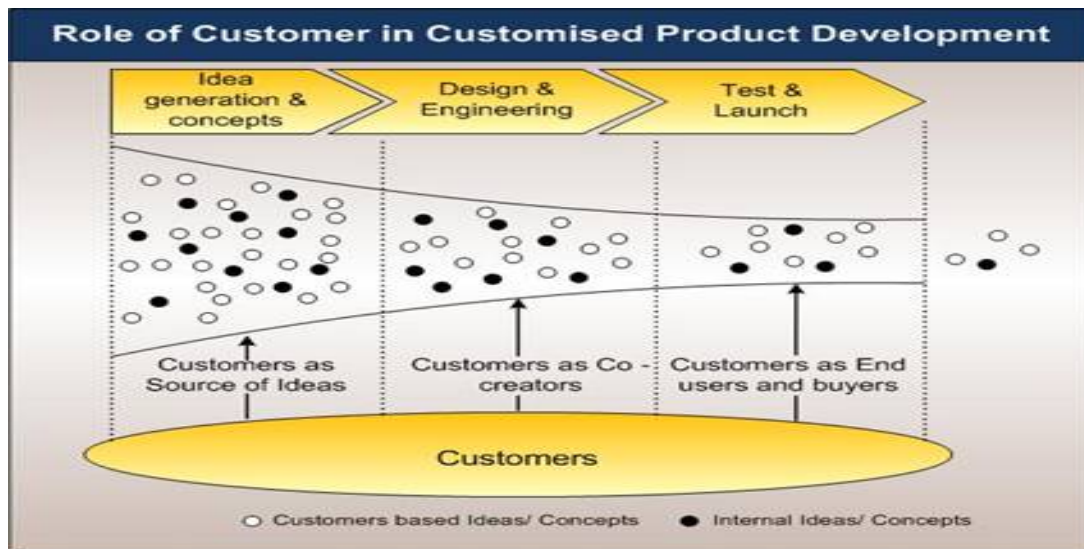 Role of Customer in Customised Product Development
Idea
generation &
concepts
Design &
Engineering
Test &
Launch
Customers as
Source of Ideas
Customers as Co -
creators
Customers as End
users and buyers
Customers
Customers based Ideas/ Concepts
Internal Ideas/ Concepts